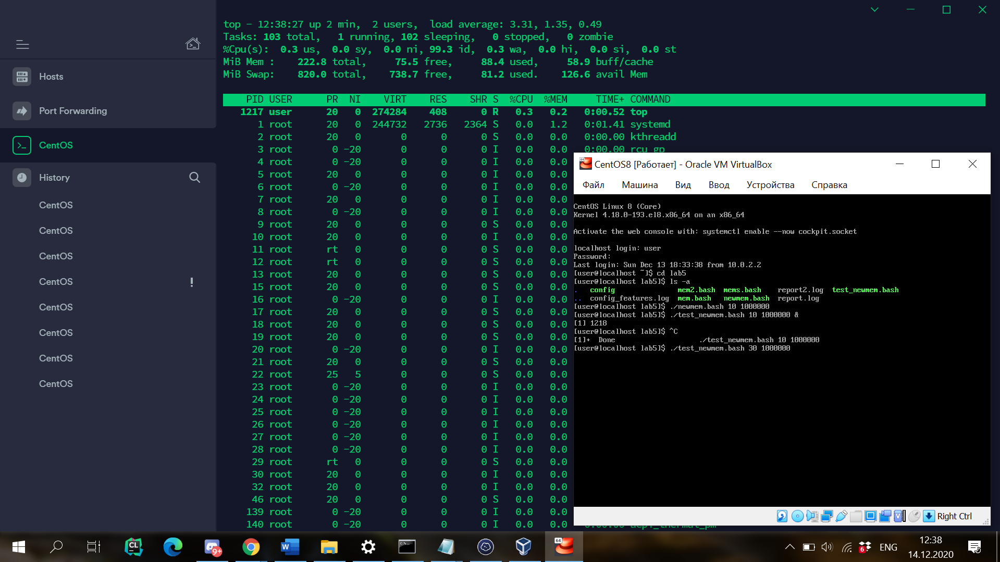 top - 12:38:27 up 2 min,  2 users,  load average: 3.31, 1.35, 0.49
Tasks: 103 total,   1 running, 102 sleeping,   0 stopped,   0 zombie
%Cpu(s):  0.3 us,  0.0 sy,  0.0 ni, 99.3 id,  0.3 wa,  0.0 hi,  0.0 si,  0.0 st
MiB Mem :    222.8 total,     75.5 free,     88.4 used,     58.9 buff/cache
MiB Swap:    820.0 total,    738.7 free,     81.2 used.    126.6 avail Mem
PID USER      PR  NI    VIRT    RES    SHR S  %CPU  %MEM     TIME+ COMMAND
1217 user      20   0  274284    408      0 R   0.3   0.2   0:00.52 top
1 root      20   0  244732   2736   2364 S   0.0   1.2   0:01.41 systemd
2 root      20   0       0      0      0 S   0.0   0.0   0:00.00 kthreadd
3 root       0 -20       0      0      0 I   0.0   0.0   0:00.00 rcu_gp
4 root       0 -20       0      0      0 I   0.0   0.0
5 root      20   0       0      0      0 I   0.0   0.0
6 root       0 -20       0      0      0 I   0.0   0.0
7 root      20   0       0      0      0 I   0.0   0.0
8 root       0 -20       0      0      0 I   0.0   0.0
9 root      20   0       0      0      0 S   0.0   0.0
10 root      20   0       0      0      0 I   0.0   0.0
11 root      rt   0       0      0      0 S   0.0   0.0
12 root      rt   0       0      0      0 S   0.0   0.0
13 root      20   0       0      0      0 S   0.0   0.0
15 root      20   0       0      0      0 S   0.0   0.0
16 root       0 -20       0      0      0 I   0.0   0.0
17 root      20   0       0      0      0 S   0.0   0.0
18 root      20   0       0      0      0 S   0.0   0.0
19 root      20   0       0      0      0 S   0.0   0.0
20 root       0 -20       0      0      0 I   0.0   0.0
21 root      20   0       0      0      0 S   0.0   0.0
22 root      25   5       0      0      0 S   0.0   0.0
23 root       0 -20       0      0      0 I   0.0   0.0
24 root       0 -20       0      0      0 I   0.0   0.0
25 root       0 -20       0      0      0 I   0.0   0.0
26 root       0 -20       0      0      0 I   0.0   0.0
27 root       0 -20       0      0      0 I   0.0   0.0
28 root       0 -20       0      0      0 I   0.0   0.0
29 root      rt   0       0      0      0 S   0.0   0.0
30 root      20   0       0      0      0 I   0.0   0.0
32 root      20   0       0      0      0 I   0.0   0.0
46 root      20   0       0      0      0 S   0.0   0.0
139 root       0 -20       0      0      0 I   0.0   0.0
140 root       0 -20       0      0      0 I   0.0   0.0
Hosts
Port Forwarding
CentOS
History
CentOS
CentOS
CentOS
CentOS !
CentOS
CentOS
CentOS
CentOS
CentOS8 [Работает] - Oracle VM VirtualBox
Файл Машина Вид Ввод Устройства Справка
CentOS Linux 8 (Core)
Kernel 4.18.0-193.el8.x86_64 on an x86_64
Activate the web console with: systemctl enable --now cockpit.socket
localhost login: user
Password:
Last login: Sun Dec 13 18:33:38 from 10.0.2.2
[user@localhost ~]$ cd lab5
[user@localhost lab5]$ ls -a
.   config               mem2.bash  mems.bash    report2.log  test_newmem.bash
..  config_features.log  mem.bash   newmem.bash  report.log
[user@localhost lab5]$ ./newmem.bash 10 1000000
[user@localhost lab5]$ ./test_newmem.bash 10 1000000 &
[1] 1218
[user@localhost lab5]$ ^C
[1]+  Done                    ./test_newmem.bash 10 1000000
[user@localhost lab5]$ ./test_newmem.bash 30 1000000
Right Ctrl
CL
9+
W
C:\
64
6
ENG
12:38
14.12.2020